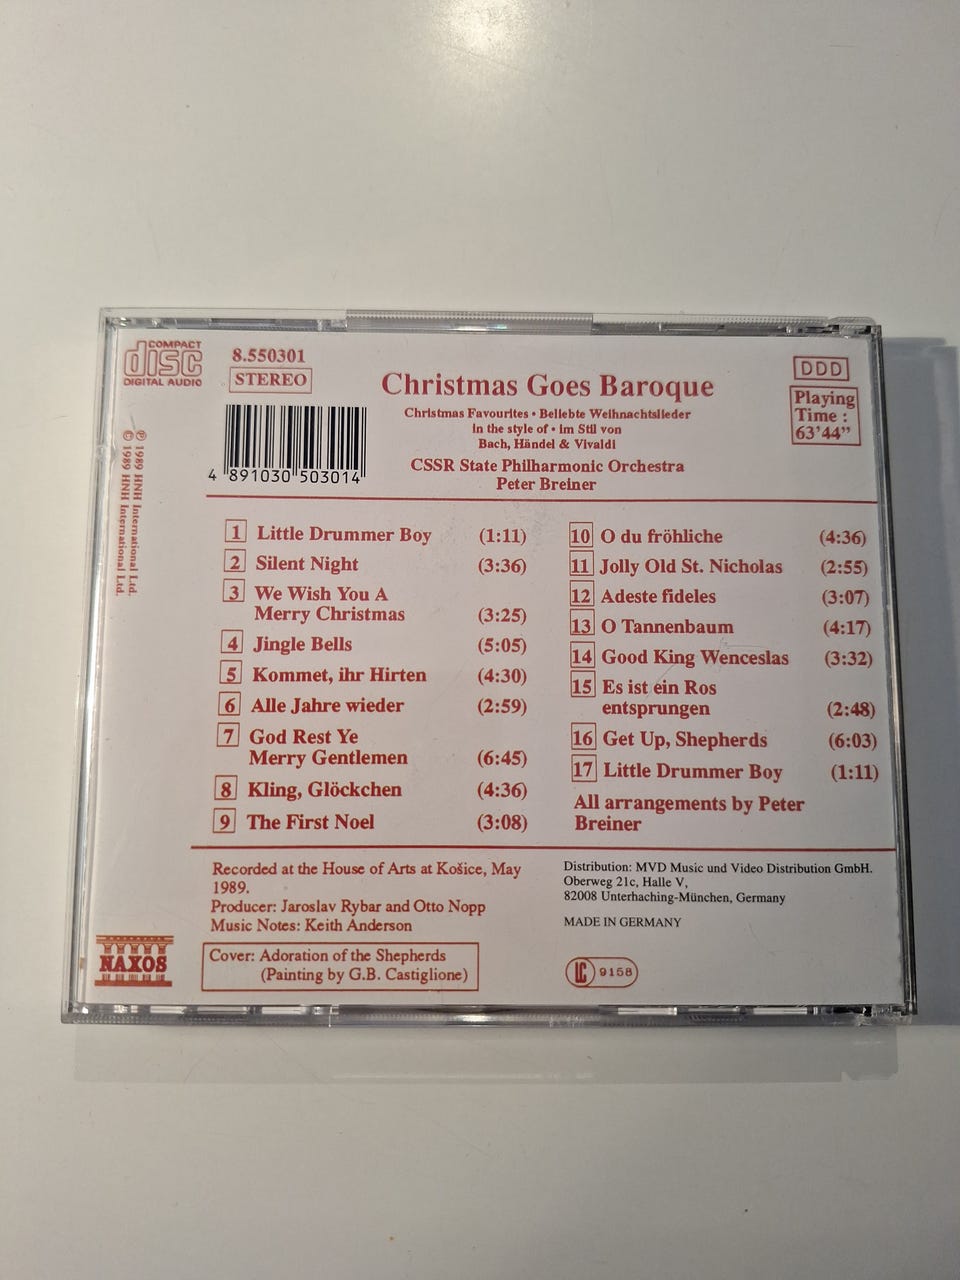 COMPACT
disc
DIGITAL AUDIO
8.550301
STEREO
4 891030 503014
Christmas Goes Baroque
Christmas Favourites • Beliebte Weihnachtslieder
in the style of • im Stil von
Bach, Händel & Vivaldi
CSSR State Philharmonic Orchestra
Peter Breiner
DDD
Playing
Time :
63'44”
℗ 1989 HNH International Ltd.
© 1989 HNH International Ltd.
1 Little Drummer Boy (1:11)
2 Silent Night (3:36)
3 We Wish You A
Merry Christmas (3:25)
4 Jingle Bells (5:05)
5 Kommet, ihr Hirten (4:30)
6 Alle Jahre wieder (2:59)
7 God Rest Ye
Merry Gentlemen (6:45)
8 Kling, Glöckchen (4:36)
9 The First Noel (3:08)
10 O du fröhliche (4:36)
11 Jolly Old St. Nicholas (2:55)
12 Adeste fideles (3:07)
13 O Tannenbaum (4:17)
14 Good King Wenceslas (3:32)
15 Es ist ein Ros
entsprungen (2:48)
16 Get Up, Shepherds (6:03)
17 Little Drummer Boy (1:11)
All arrangements by Peter
Breiner
Recorded at the House of Arts at Košice, May
1989.
Producer: Jaroslav Rybar and Otto Nopp
Music Notes: Keith Anderson
Cover: Adoration of the Shepherds
(Painting by G.B. Castiglione)
NAXOS
Distribution: MVD Music und Video Distribution GmbH.
Oberweg 21c, Halle V,
82008 Unterhaching-München, Germany
MADE IN GERMANY
LC 9158